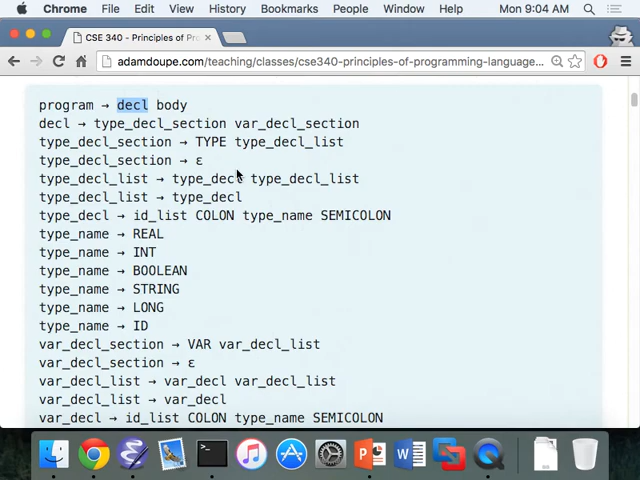 Chrome File Edit View History Bookmarks People Window Help Mon 9:04 AM
CSE 340 - Principles of Pro
adamdoupe.com/teaching/classes/cse340-principles-of-programming-language
program → decl body
decl → type_decl_section var_decl_section
type_decl_section → TYPE type_decl_list
type_decl_section → ε
type_decl_list → type_decl type_decl_list
type_decl_list → type_decl
type_decl → id_list COLON type_name SEMICOLON
type_name → REAL
type_name → INT
type_name → BOOLEAN
type_name → STRING
type_name → LONG
type_name → ID
var_decl_section → VAR var_decl_list
var_decl_section → ε
var_decl_list → var_decl var_decl_list
var_decl_list → var_decl
var_decl → id_list COLON type_name SEMICOLON